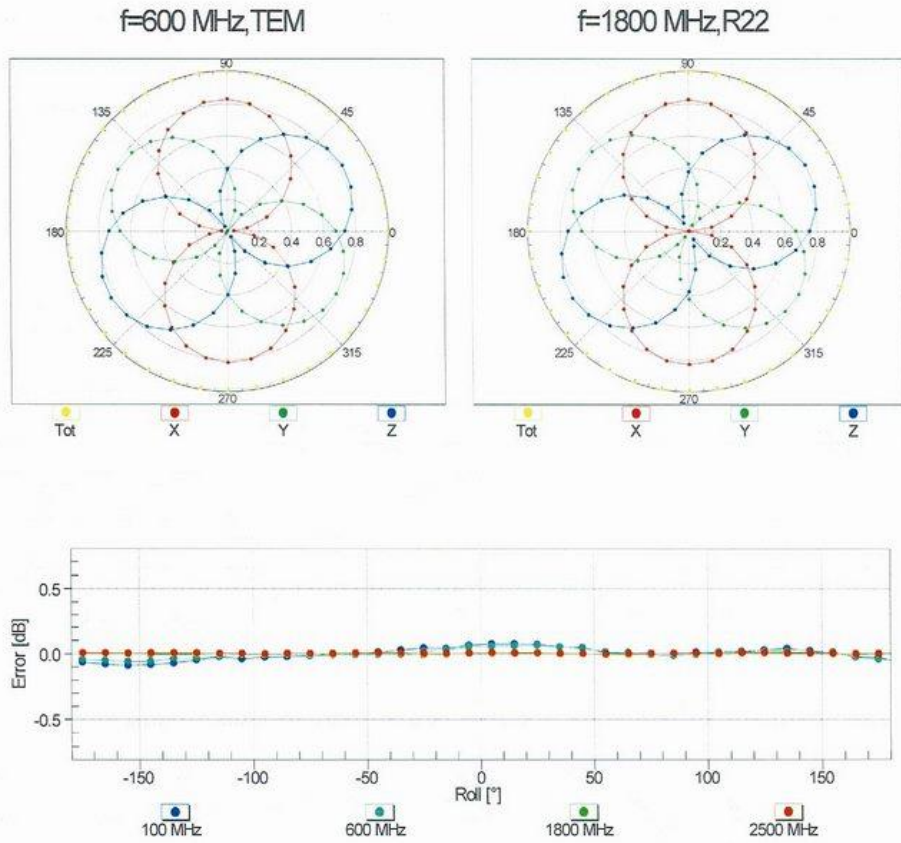 f=600 MHz,TEM
f=1800 MHz,R22
90
135
45
180
0.2 0.4 0.6 0.8
0
225
315
270
Tot X Y Z
90
135
45
180
0.2 0.4 0.6 0.8
0
225
315
270
Tot X Y Z
Error [dB]
0.5
0.0
-0.5
-150 -100 -50 0 50 100 150
Roll [°]
100 MHz 600 MHz 1800 MHz 2500 MHz